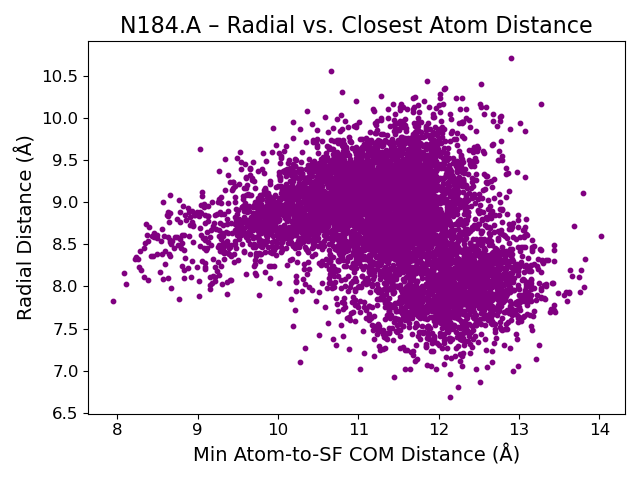 N184.A – Radial vs. Closest Atom Distance
Radial Distance (Å)
10.5
10.0
9.5
9.0
8.5
8.0
7.5
7.0
6.5
8 9 10 11 12 13 14
Min Atom-to-SF COM Distance (Å)